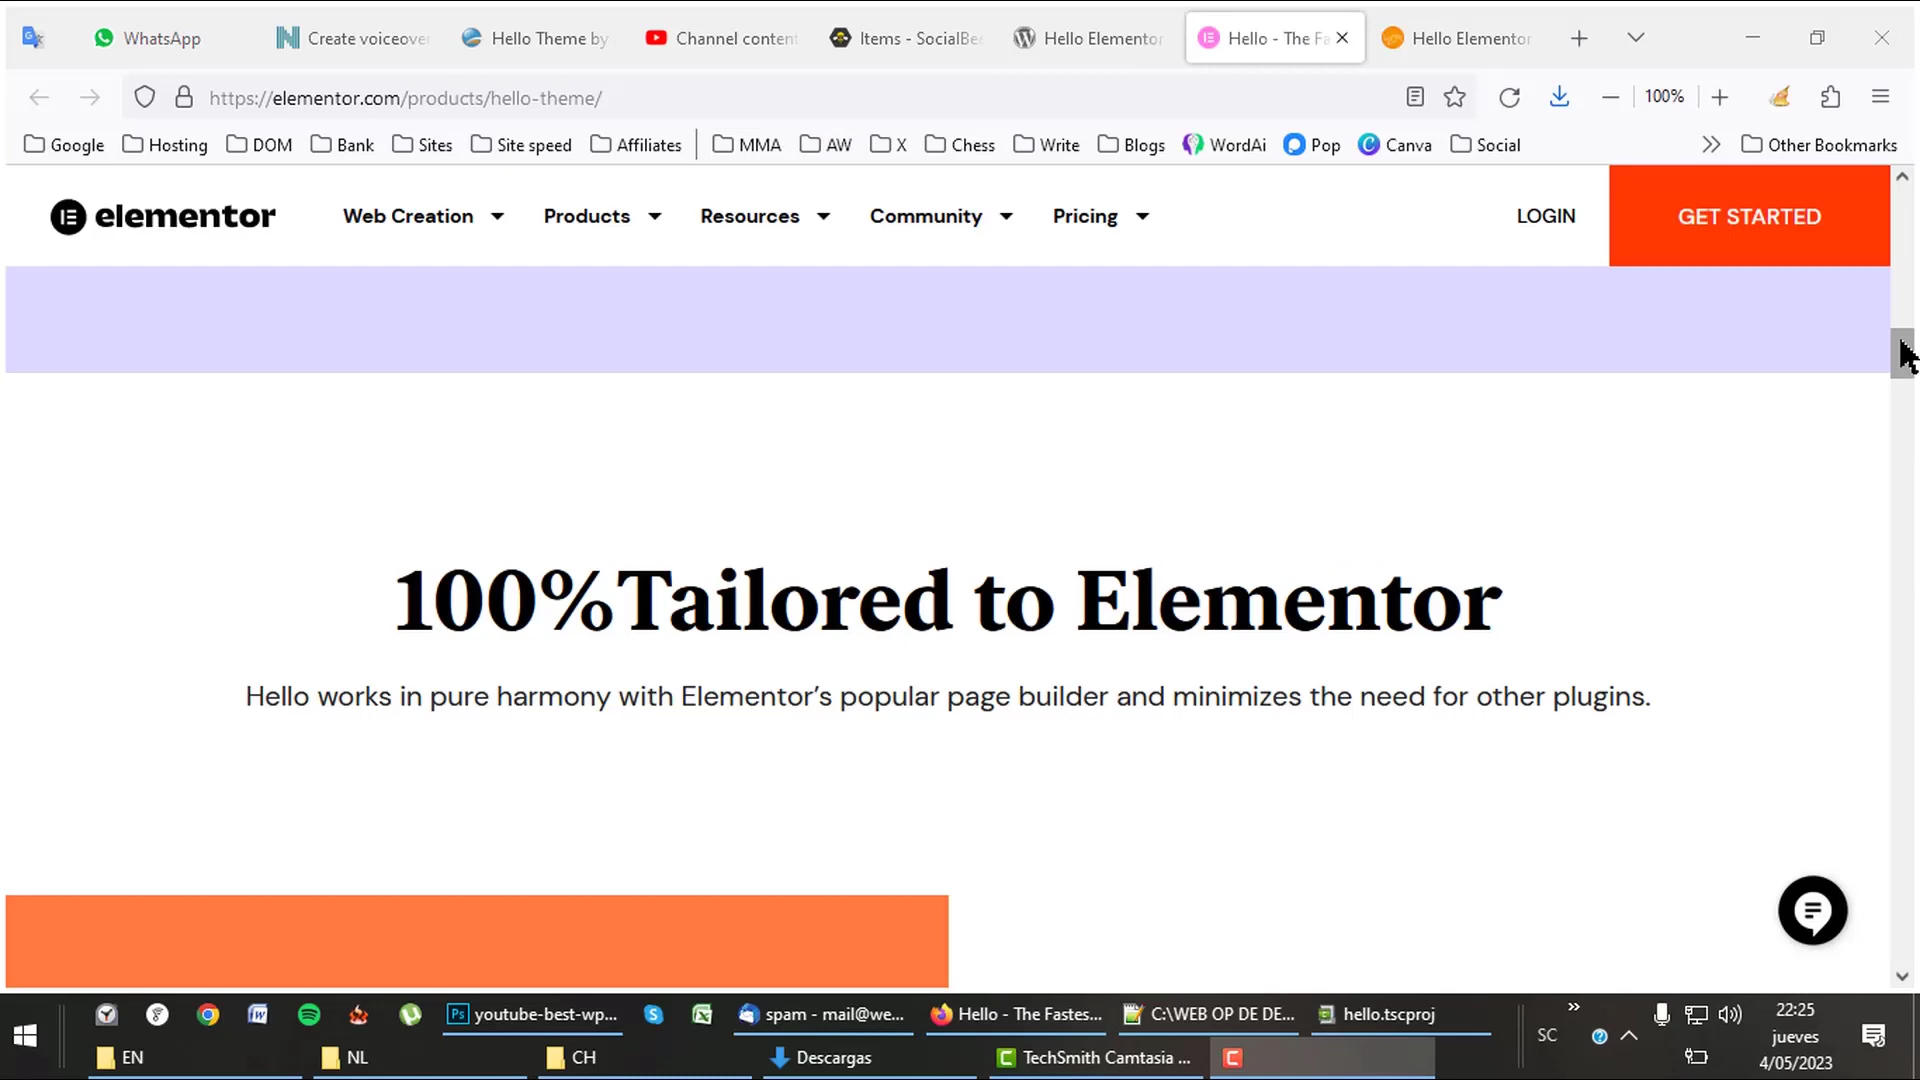 WhatsApp
Create voiceove
Hello Theme by
Channel conten
Items - SocialBe
Hello Elementor
Hello - The Fa
Hello Elementor
https://elementor.com/products/hello-theme/
100%
Google
Hosting
DOM
Bank
Sites
Site speed
Affiliates
MMA
AW
X
Chess
Write
Blogs
WordAi
Pop
Canva
Social
Other Bookmarks
elementor
Web Creation
Products
Resources
Community
Pricing
LOGIN
GET STARTED
100%Tailored to Elementor
Hello works in pure harmony with Elementor’s popular page builder and minimizes the need for other plugins.
youtube-best-wp...
spam - mail@we...
Hello - The Fastes...
C:\WEB OP DE DE...
hello.tscproj
EN
NL
CH
Descargas
TechSmith Camtasia ...
SC
22:25
jueves
4/05/2023